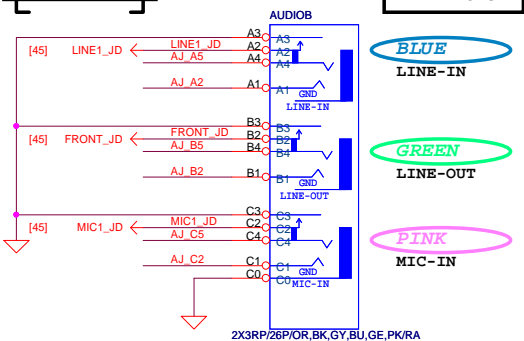 AUDIOB
A3 A3
[45] LINE1_JD LINE1_JD A2 A2
AJ_A5 A4 A4
AJ_A2 A1 A1
GND
LINE-IN
BLUE
LINE-IN
B3 B3
[45] FRONT_JD FRONT_JD B2 B2
AJ_B5 B4 B4
AJ_B2 B1 B1
GND
LINE-OUT
GREEN
LINE-OUT
C3 C3
[45] MIC1_JD MIC1_JD C2 C2
AJ_C5 C4 C4
AJ_C2 C1 C1
GND
C0 C0
MIC-IN
PINK
MIC-IN
2X3RP/26P/OR,BK,GY,BU,GE,PK/RA